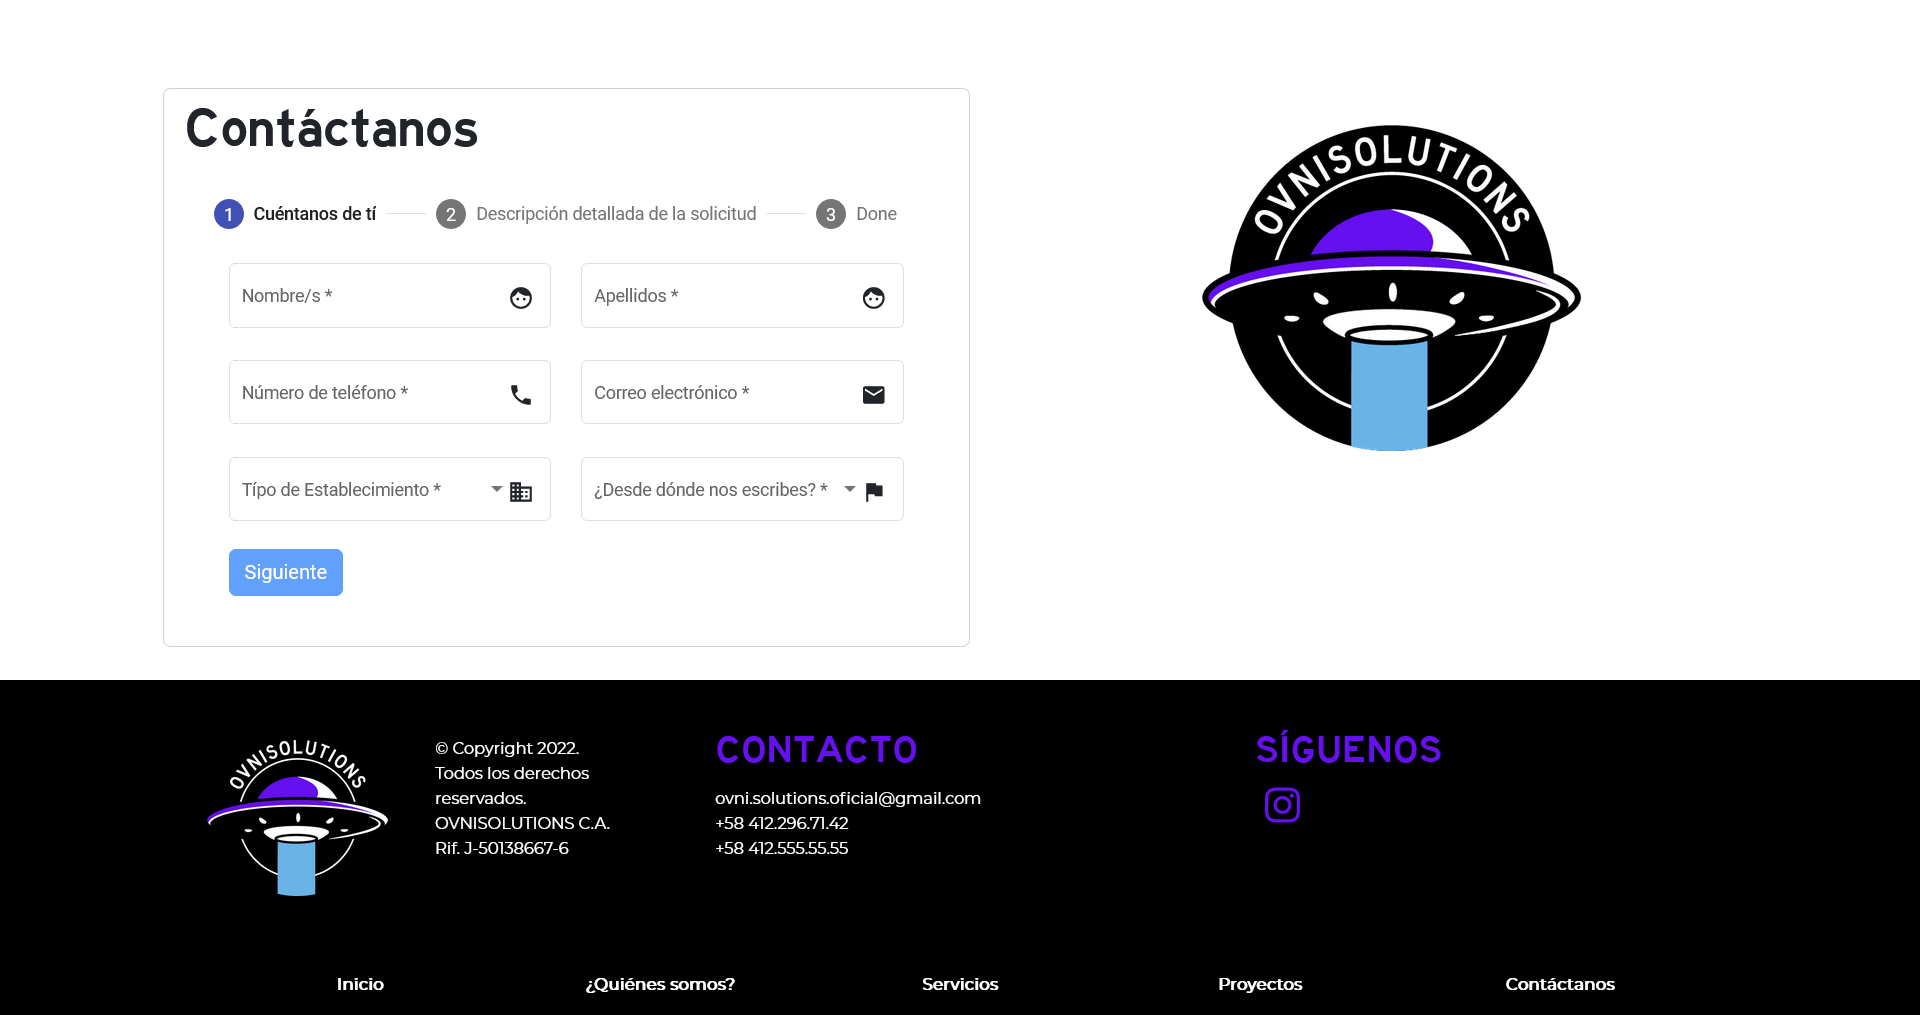 Contáctanos
1 Cuéntanos de tí 2 Descripción detallada de la solicitud 3 Done
Nombre/s * Apellidos *
Número de teléfono * Correo electrónico *
Típo de Establecimiento * ¿Desde dónde nos escribes? *
Siguiente
OVNISOLUTIONS
OVNISOLUTIONS
© Copyright 2022.
Todos los derechos
reservados.
OVNISOLUTIONS C.A.
Rif. J-50138667-6
CONTACTO
ovni.solutions.oficial@gmail.com
+58 412.296.71.42
+58 412.555.55.55
SÍGUENOS
Inicio ¿Quiénes somos? Servicios Proyectos Contáctanos